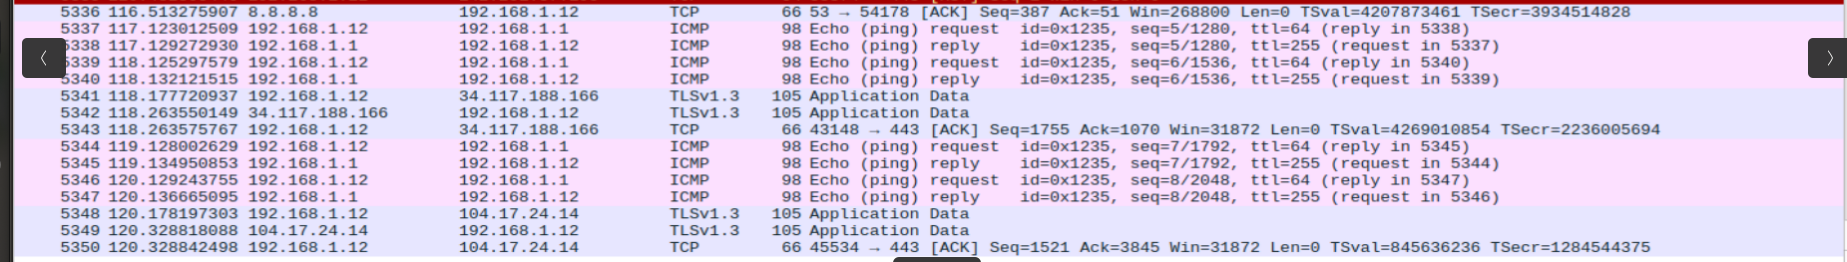 5336 116.513275907 8.8.8.8 192.168.1.12 TCP 66 53 → 54178 [ACK] Seq=387 Ack=51 Win=268800 Len=0 TSval=4207873461 TSecr=3934514828
5337 117.123012509 192.168.1.12 192.168.1.1 ICMP 98 Echo (ping) request id=0x1235, seq=5/1280, ttl=64 (reply in 5338)
5338 117.129272930 192.168.1.1 192.168.1.12 ICMP 98 Echo (ping) reply id=0x1235, seq=5/1280, ttl=255 (request in 5337)
5339 118.125297579 192.168.1.12 192.168.1.1 ICMP 98 Echo (ping) request id=0x1235, seq=6/1536, ttl=64 (reply in 5340)
5340 118.132121515 192.168.1.1 192.168.1.12 ICMP 98 Echo (ping) reply id=0x1235, seq=6/1536, ttl=255 (request in 5339)
5341 118.177720937 192.168.1.12 34.117.188.166 TLSv1.3 105 Application Data
5342 118.263550149 34.117.188.166 192.168.1.12 TLSv1.3 105 Application Data
5343 118.263575767 192.168.1.12 34.117.188.166 TCP 66 43148 → 443 [ACK] Seq=1755 Ack=1070 Win=31872 Len=0 TSval=4269010854 TSecr=2236005694
5344 119.128002629 192.168.1.12 192.168.1.1 ICMP 98 Echo (ping) request id=0x1235, seq=7/1792, ttl=64 (reply in 5345)
5345 119.134950853 192.168.1.1 192.168.1.12 ICMP 98 Echo (ping) reply id=0x1235, seq=7/1792, ttl=255 (request in 5344)
5346 120.129243755 192.168.1.12 192.168.1.1 ICMP 98 Echo (ping) request id=0x1235, seq=8/2048, ttl=64 (reply in 5347)
5347 120.136665095 192.168.1.1 192.168.1.12 ICMP 98 Echo (ping) reply id=0x1235, seq=8/2048, ttl=255 (request in 5346)
5348 120.178197303 192.168.1.12 104.17.24.14 TLSv1.3 105 Application Data
5349 120.328818088 104.17.24.14 192.168.1.12 TLSv1.3 105 Application Data
5350 120.328842498 192.168.1.12 104.17.24.14 TCP 66 45534 → 443 [ACK] Seq=1521 Ack=3845 Win=31872 Len=0 TSval=845636236 TSecr=1284544375